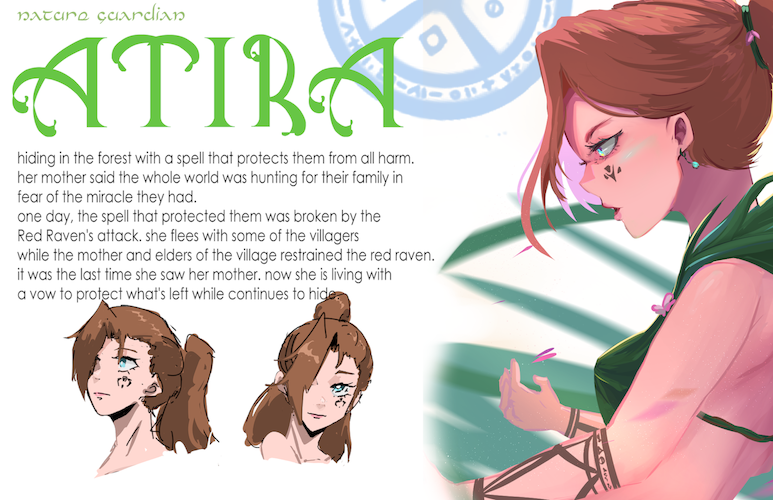 nature guardian
ATIRA
hiding in the forest with a spell that protects them from all harm.
her mother said the whole world was hunting for their family in
fear of the miracle they had.
one day, the spell that protected them was broken by the
Red Raven's attack. she flees with some of the villagers
while the mother and elders of the village restrained the red raven.
it was the last time she saw her mother. now she is living with
a vow to protect what's left while continues to hide.